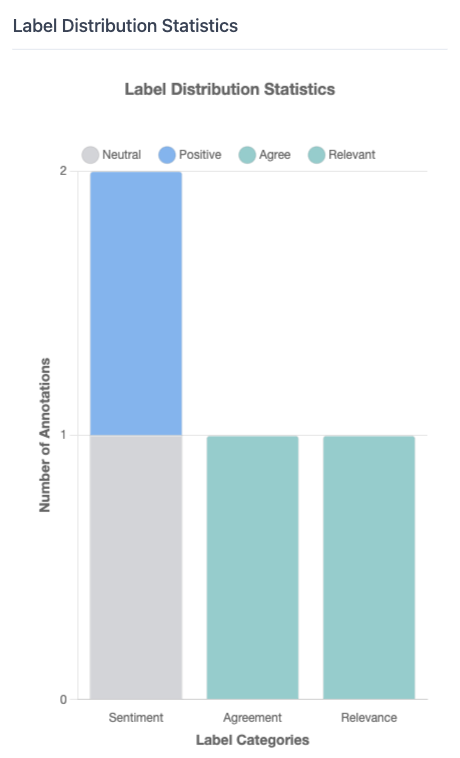 Label Distribution Statistics
Label Distribution Statistics
Neutral Positive Agree Relevant
2
1
0
Number of Annotations
Sentiment Agreement Relevance
Label Categories